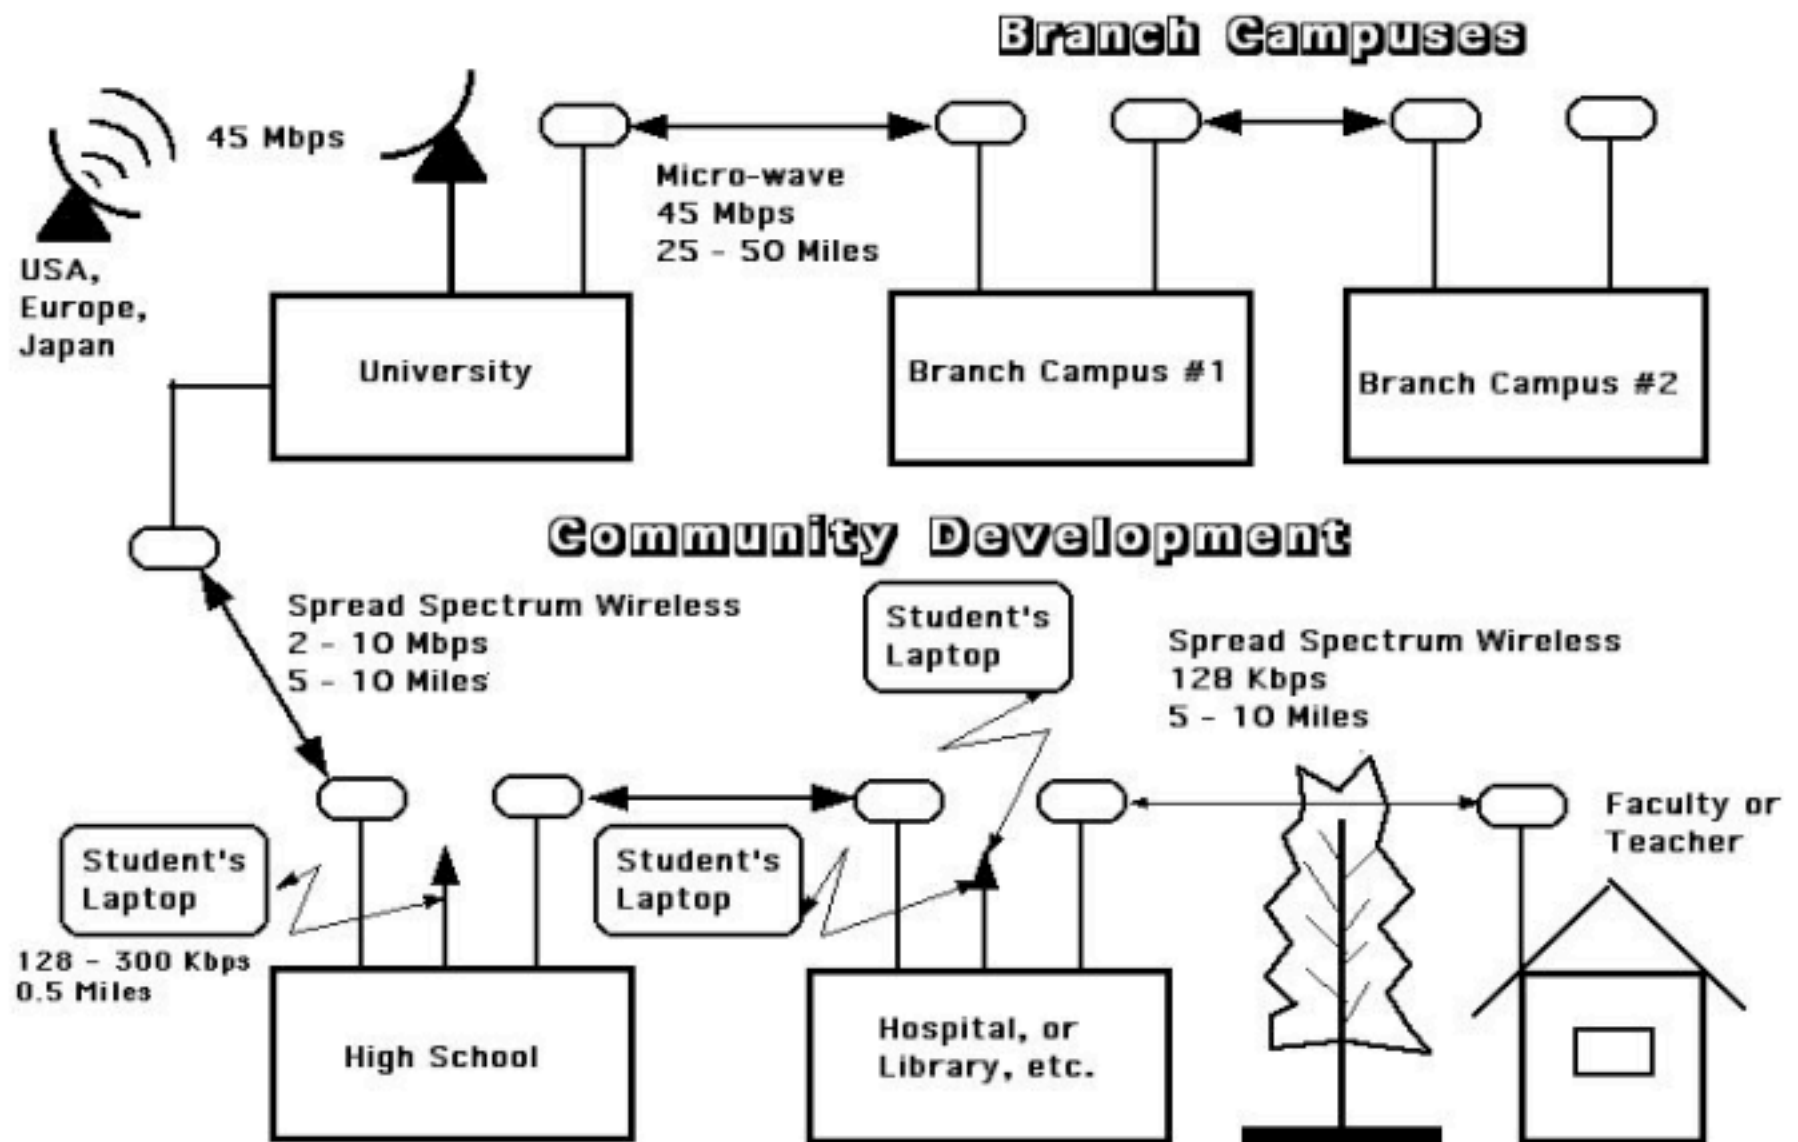 Branch Campuses
45 Mbps
Micro-wave
45 Mbps
25 - 50 Miles
USA,
Europe,
Japan
University
Branch Campus #1
Branch Campus #2
Community Development
Spread Spectrum Wireless
2 - 10 Mbps
5 - 10 Miles
Student's
Laptop
Spread Spectrum Wireless
128 Kbps
5 - 10 Miles
Student's
Laptop
128 - 300 Kbps
0.5 Miles
Student's
Laptop
Faculty or
Teacher
High School
Hospital, or
Library, etc.